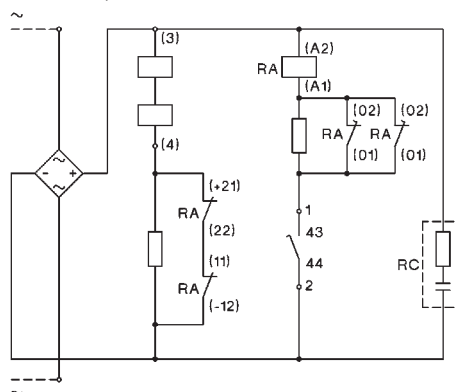 ~
(3)
(A2)
RA
(A1)
(02) (02)
RA RA
(4)
(01) (01)
~
- +
~
(+21)
RA
(22)
1
43
(11)
44
RA
2
RC
(-12)